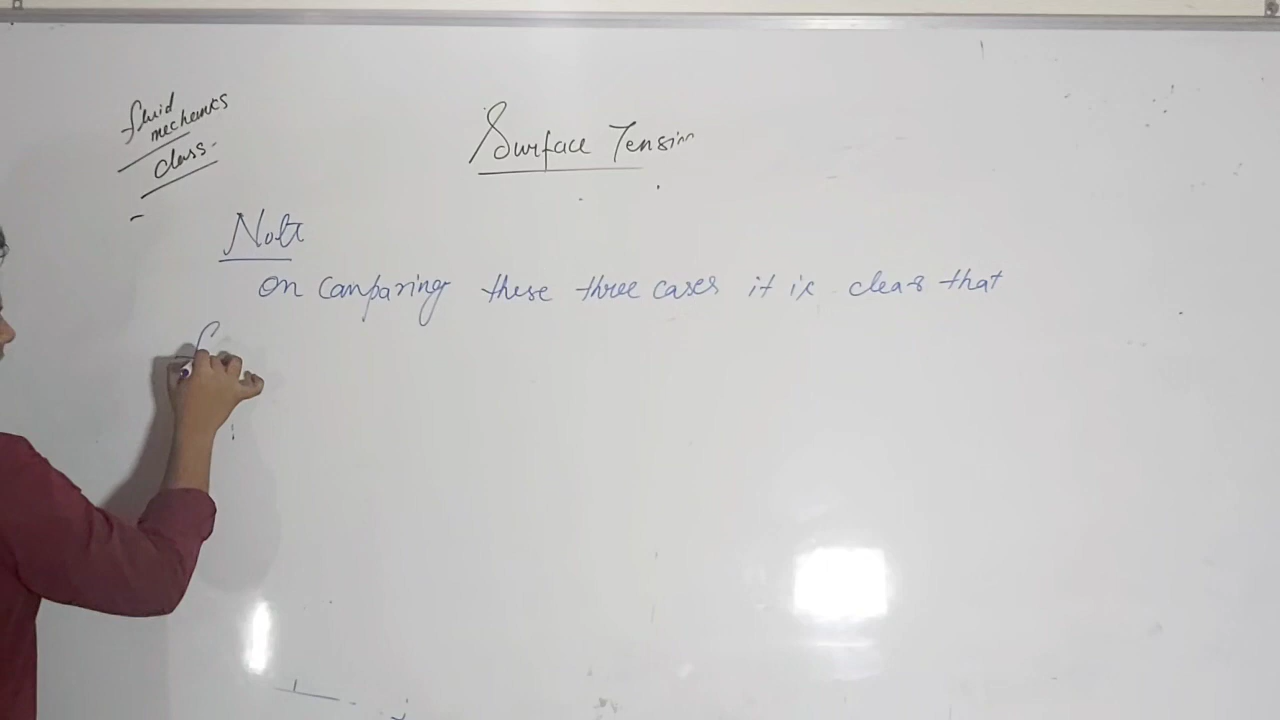 fluid
mechanics
class-
Surface Tension
Note
on comparing these three cases it is clear that